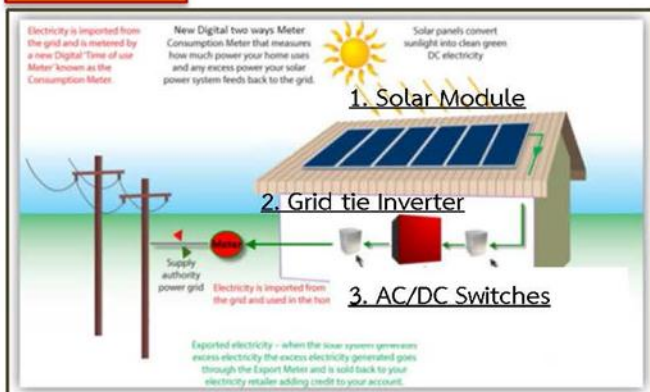 Electricity is imported from
the grid and is metered by
a new Digital 'Time of use
Meter' known as the
Consumption Meter.
New Digital two ways Meter
Consumption Meter that measures
how much power your home uses
and any excess power your solar
power system feeds back to the grid.
Solar panels convert
sunlight into clean green
DC electricity
1. Solar Module
2. Grid tie Inverter
Meter
Supply
authority
power grid
Electricity is imported from
the grid and used in the hom
3. AC/DC Switches
Exported electricity – when the solar system generates
excess electricity the excess electricity generated goes
through the Export Meter and is sold back to your
electricity retailer adding credit to your account.